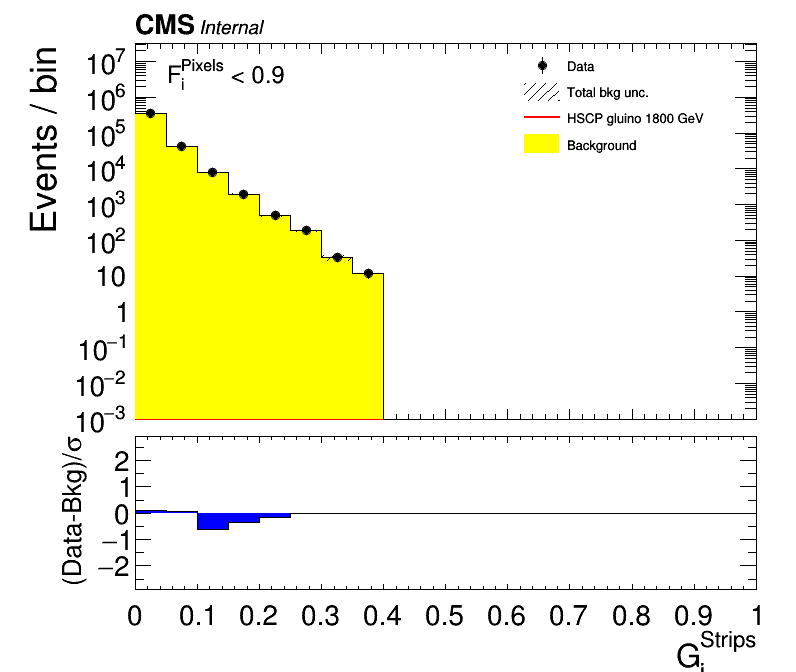 CMS Internal
Events / bin
F_i^Pixels < 0.9
Data
Total bkg unc.
HSCP gluino 1800 GeV
Background
10^7
10^6
10^5
10^4
10^3
10^2
10
1
10^−1
10^−2
10^−3
(Data-Bkg)/σ
2
1
0
−1
−2
0 0.1 0.2 0.3 0.4 0.5 0.6 0.7 0.8 0.9 1
G_i^Strips